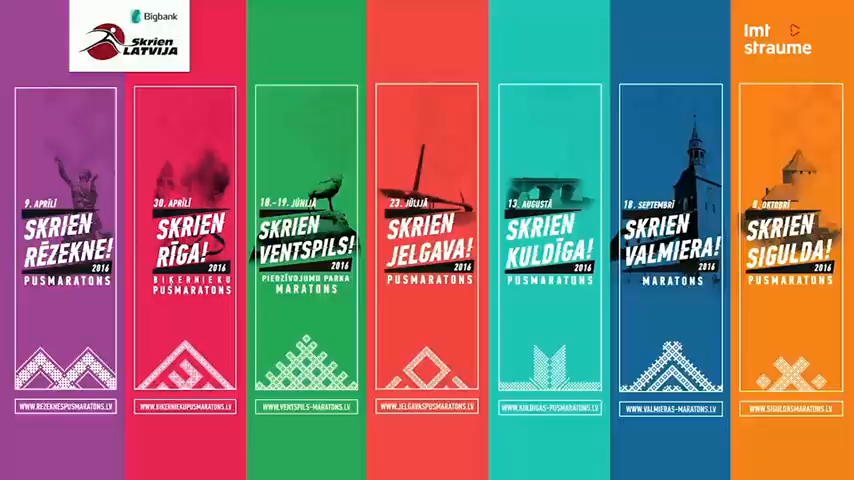 Bigbank
Skrien
LATVIJA
lmt
straume
9. APRĪLĪ
SKRIEN
RĒZEKNE!
2016
PUSMARATONS
WWW.REZEKNESPUSMARATONS.LV
30. APRĪLĪ
SKRIEN
RĪGA!
2016
BIĶERNIEKU
PUSMARATONS
WWW.BIKERNIEKUPUSMARATONS.LV
18.-19. JŪNIJĀ
SKRIEN
VENTSPILS!
2016
PIEDZĪVOJUMU PARKA
MARATONS
WWW.VENTSPILS-MARATONS.LV
23. JŪLIJĀ
SKRIEN
JELGAVA!
2016
PUSMARATONS
WWW.JELGAVASPUSMARATONS.LV
13. AUGUSTĀ
SKRIEN
KULDĪGA!
2016
PUSMARATONS
WWW.KULDIGAS-PUSMARATONS.LV
18. SEPTEMBRĪ
SKRIEN
VALMIERA!
2016
MARATONS
WWW.VALMIERAS-MARATONS.LV
8. OKTOBRĪ
SKRIEN
SIGULDA!
2016
PUSMARATONS
WWW.SIGULDASMARATONS.LV